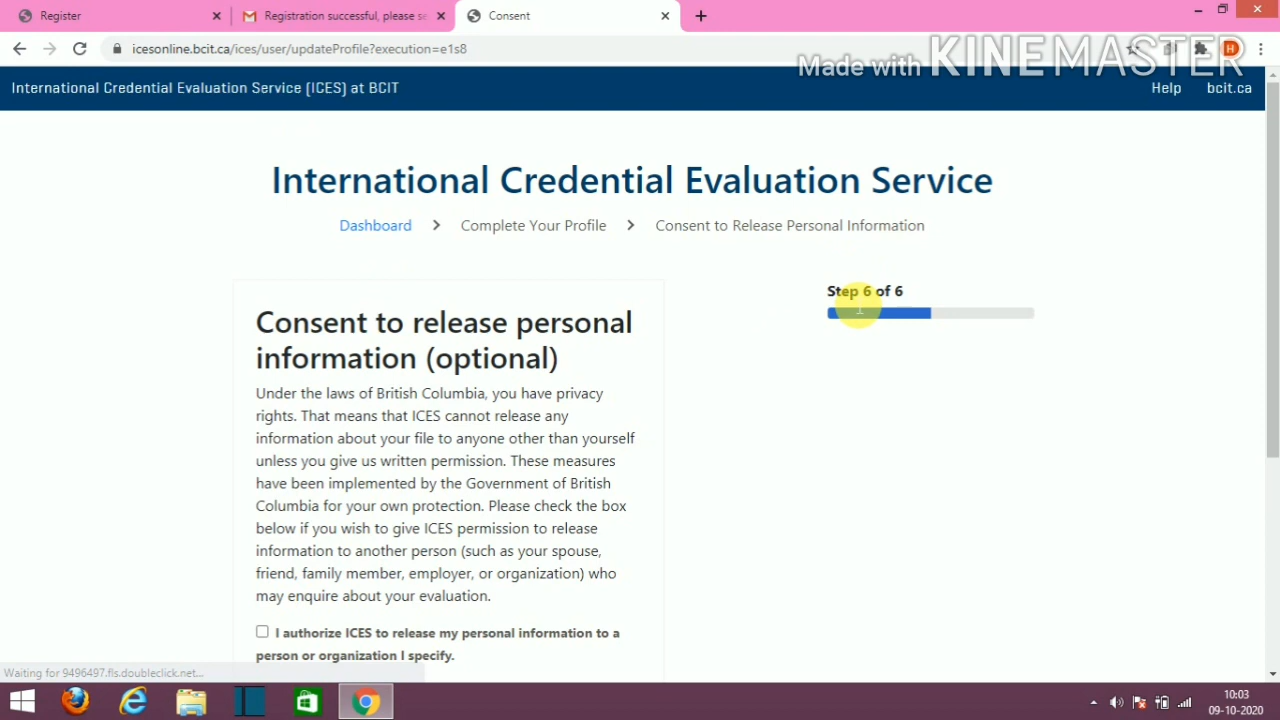 Register
Registration successful, please se
Consent
icesonline.bcit.ca/ices/user/updateProfile?execution=e1s8
H
Made with KINEMASTER
International Credential Evaluation Service [ICES] at BCIT
Help
bcit.ca
International Credential Evaluation Service
Dashboard > Complete Your Profile > Consent to Release Personal Information
Step 6 of 6
Consent to release personal
information (optional)
Under the laws of British Columbia, you have privacy
rights. That means that ICES cannot release any
information about your file to anyone other than yourself
unless you give us written permission. These measures
have been implemented by the Government of British
Columbia for your own protection. Please check the box
below if you wish to give ICES permission to release
information to another person (such as your spouse,
friend, family member, employer, or organization) who
may enquire about your evaluation.
I authorize ICES to release my personal information to a
person or organization I specify.
Waiting for 9496497.fls.doubleclick.net...
10:03
09-10-2020